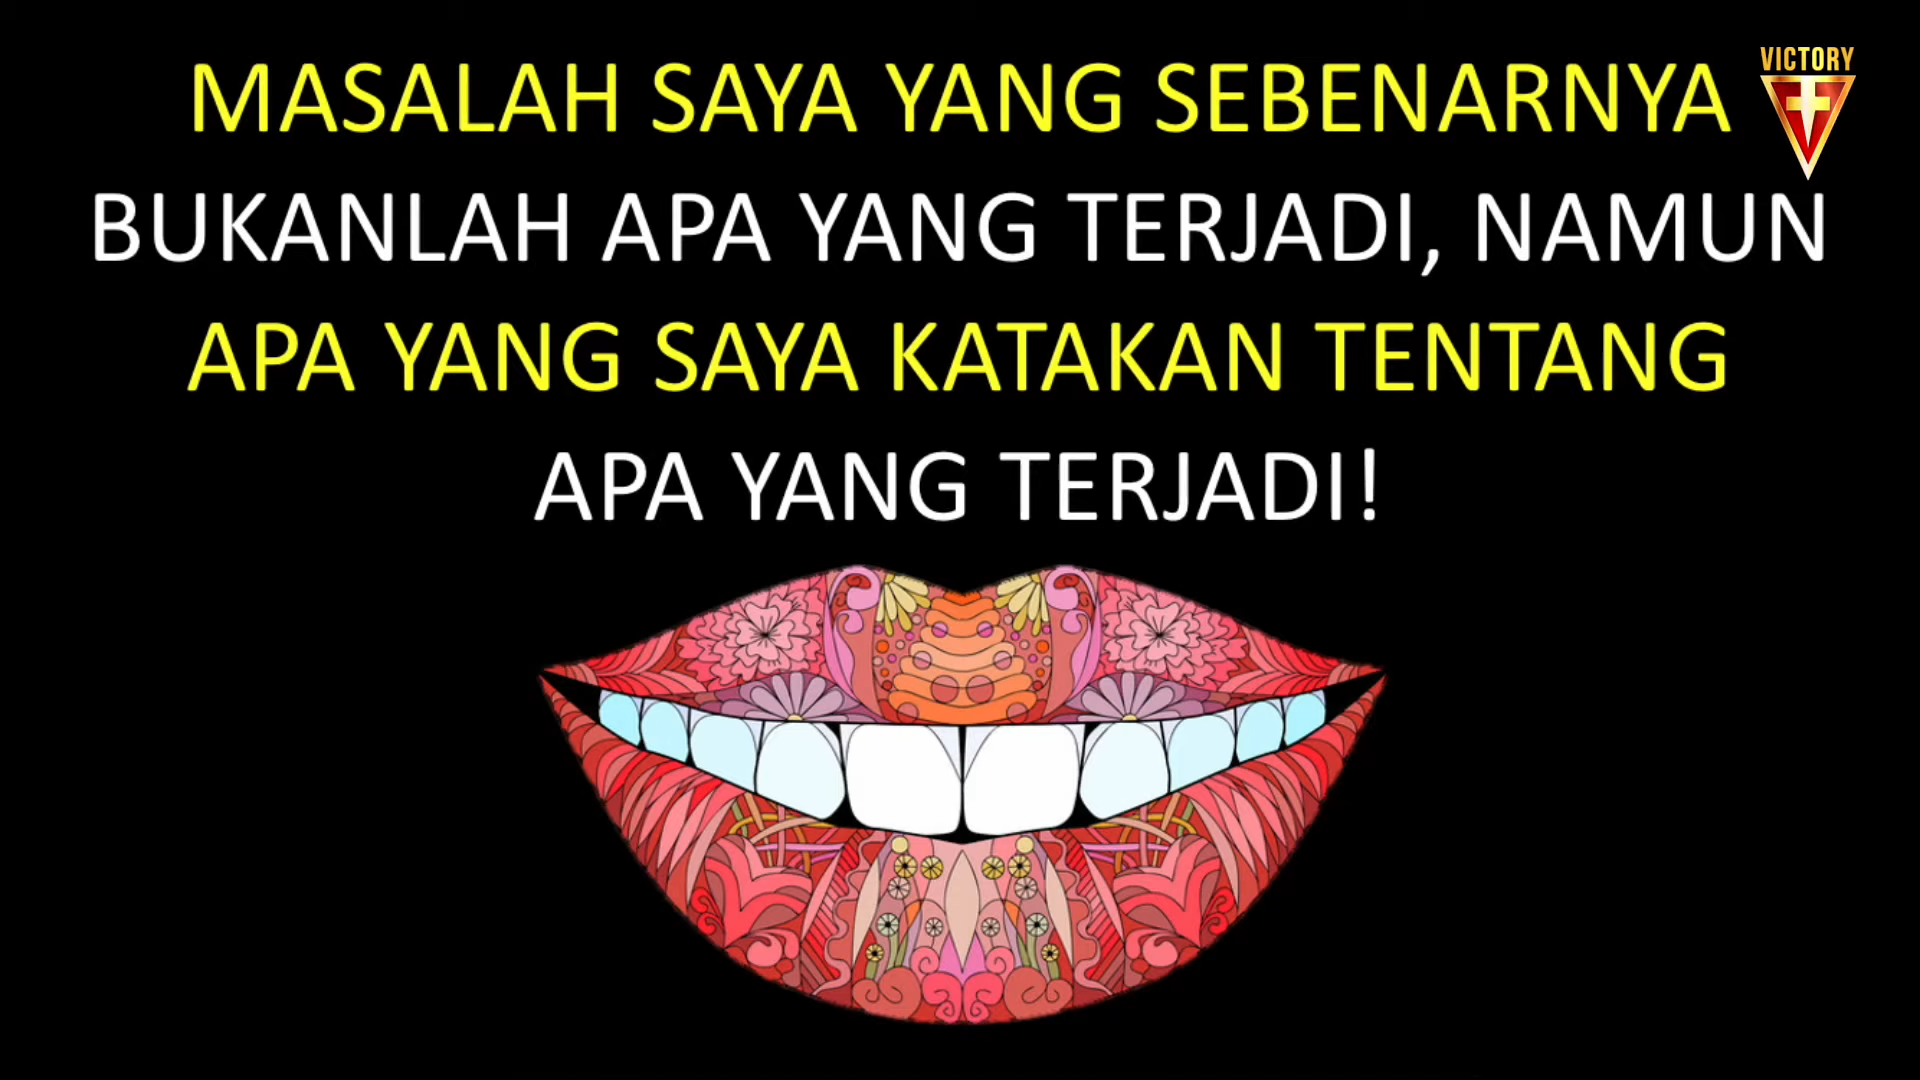 MASALAH SAYA YANG SEBENARNYA
BUKANLAH APA YANG TERJADI, NAMUN
APA YANG SAYA KATAKAN TENTANG
APA YANG TERJADI!
VICTORY